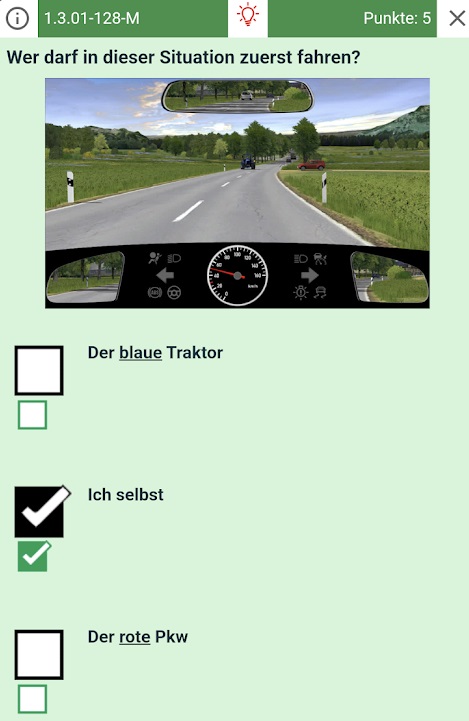 1.3.01-128-M
Punkte: 5
Wer darf in dieser Situation zuerst fahren?
Der blaue Traktor
Ich selbst
Der rote Pkw